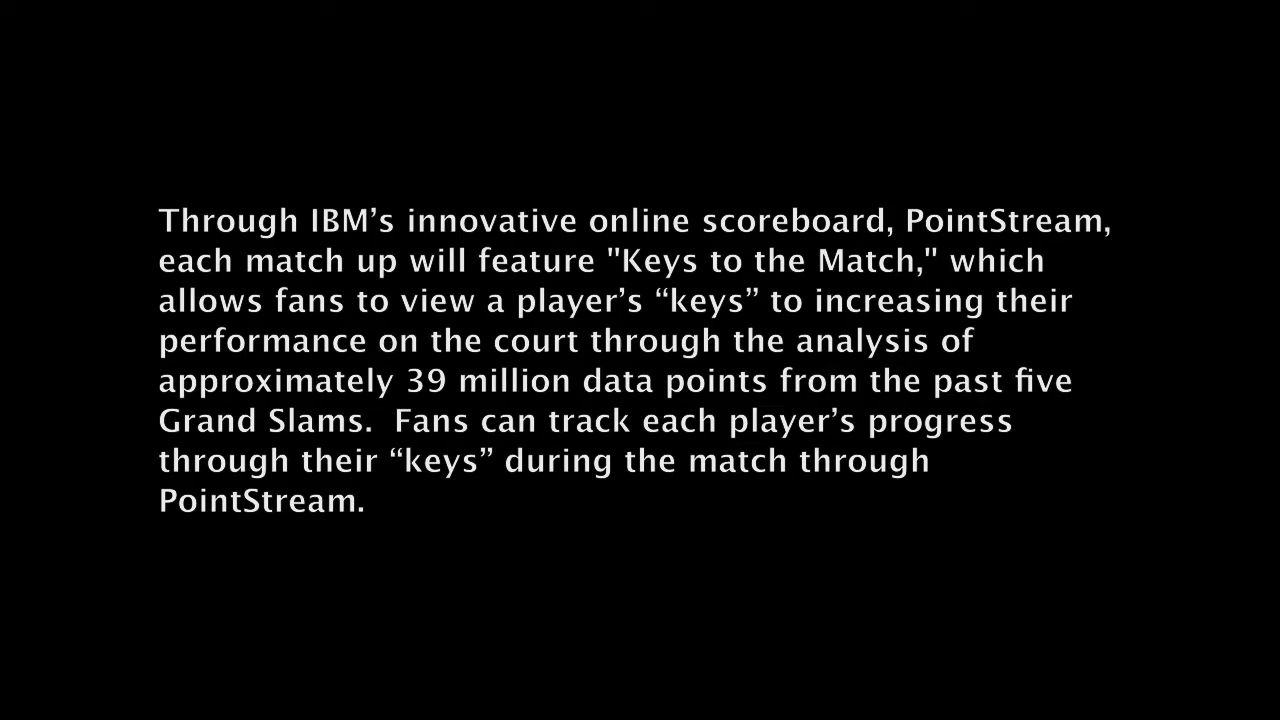 Through IBM’s innovative online scoreboard, PointStream,
each match up will feature "Keys to the Match," which
allows fans to view a player’s “keys” to increasing their
performance on the court through the analysis of
approximately 39 million data points from the past five
Grand Slams.  Fans can track each player’s progress
through their “keys” during the match through
PointStream.